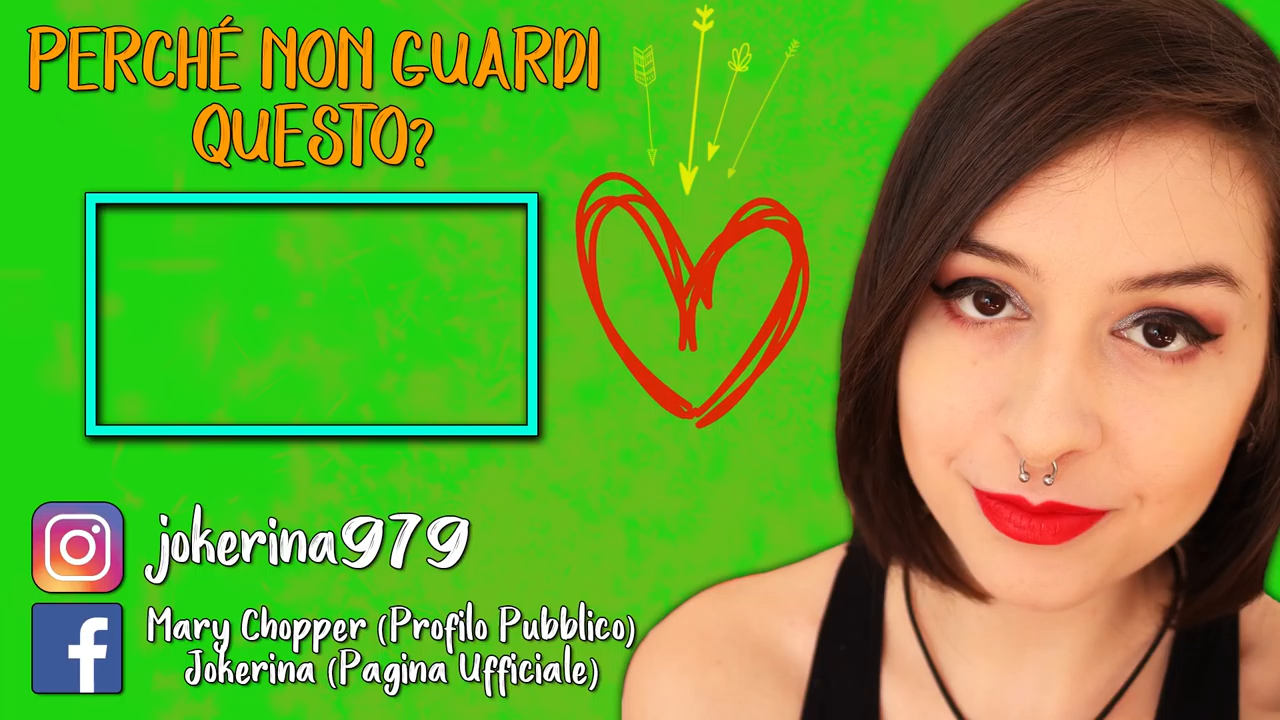 PERCHÉ NON GUARDI
QUESTO?
jokerina979
Mary Chopper (Profilo Pubblico)
Jokerina (Pagina Ufficiale)